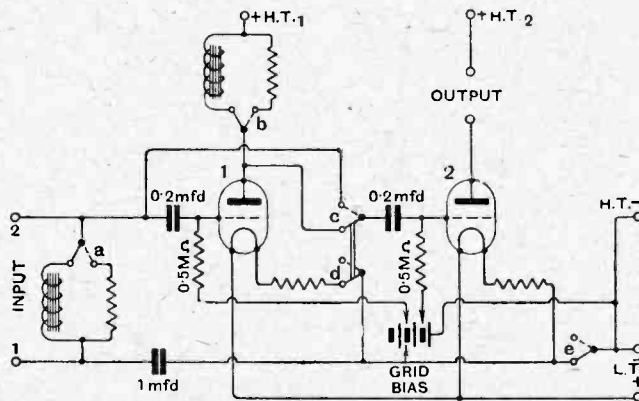 + H.T.1
+ H.T. 2
OUTPUT
b
1
2
0·2mfd
c
0·2mfd
H.T.-
2
a
INPUT
0·5MΩ
d
0·5MΩ
1
1mfd
GRID
BIAS
e
-
L.T.
+